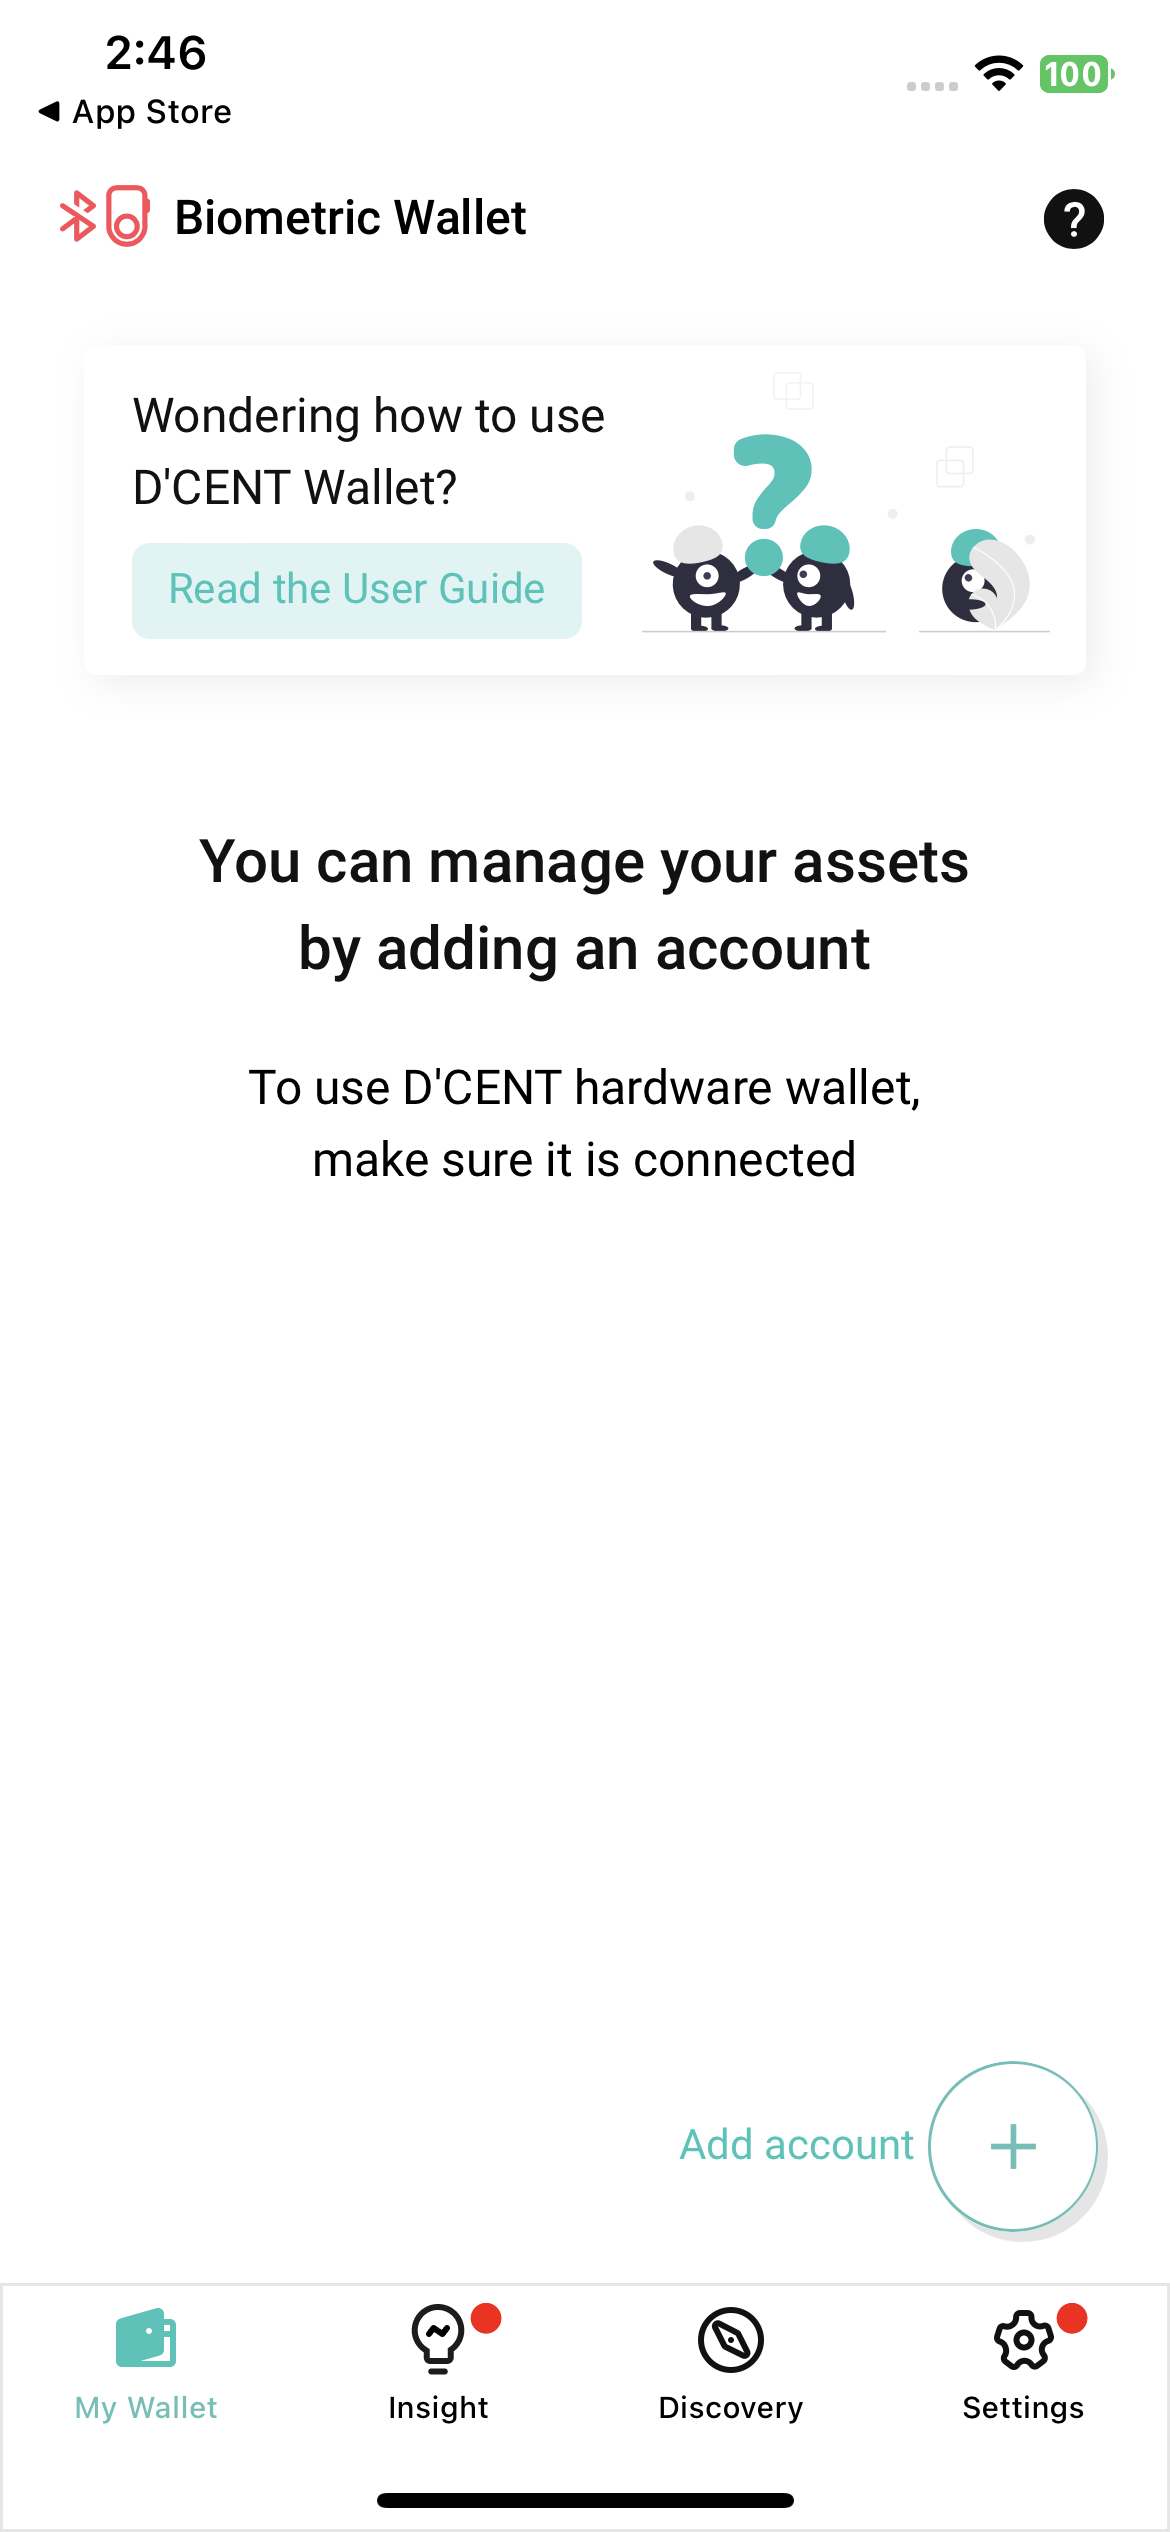 2:46
100
App Store
Biometric Wallet
?
Wondering how to use
D'CENT Wallet?
Read the User Guide
?
You can manage your assets
by adding an account
To use D'CENT hardware wallet,
make sure it is connected
Add account
My Wallet
Insight
Discovery
Settings